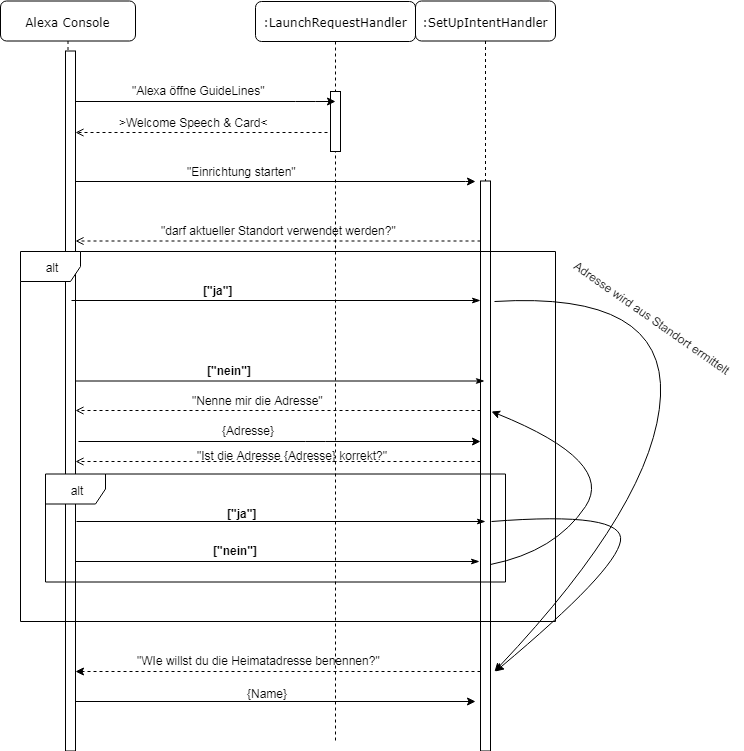 Alexa Console
:LaunchRequestHandler
:SetUpIntentHandler
"Alexa öffne GuideLines"
>Welcome Speech & Card<
"Einrichtung starten"
"darf aktueller Standort verwendet werden?"
alt
Adresse wird aus Standort ermittelt
["ja"]
["nein"]
"Nenne mir die Adresse"
{Adresse}
"Ist die Adresse {Adresse} korrekt?"
alt
["ja"]
["nein"]
"WIe willst du die Heimatadresse benennen?"
{Name}